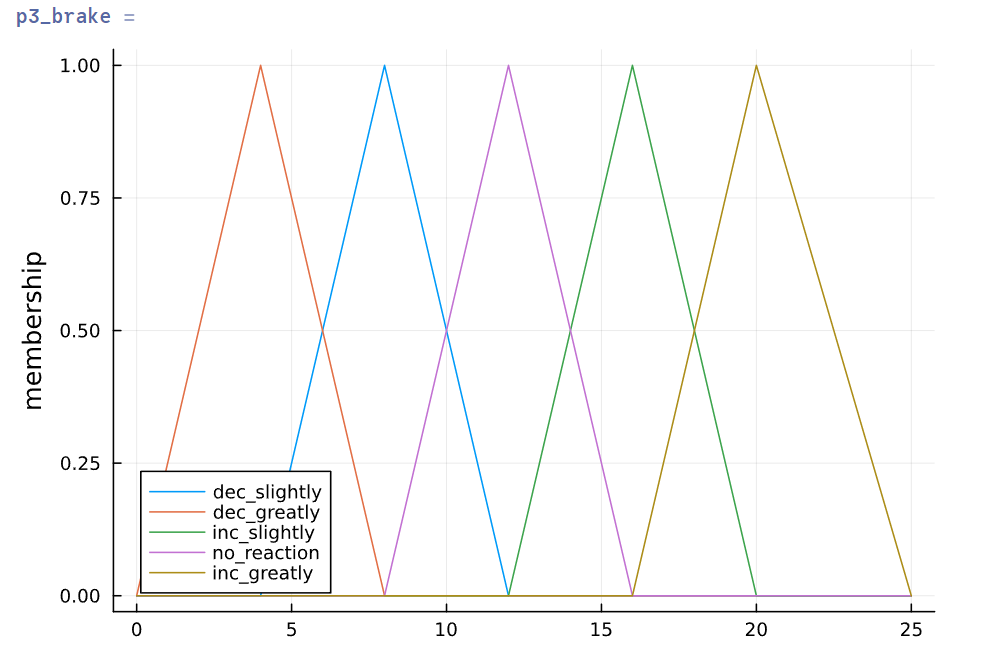 p3_brake =
1.00
0.75
0.50
0.25
0.00
membership
dec_slightly
dec_greatly
inc_slightly
no_reaction
inc_greatly
0 5 10 15 20 25